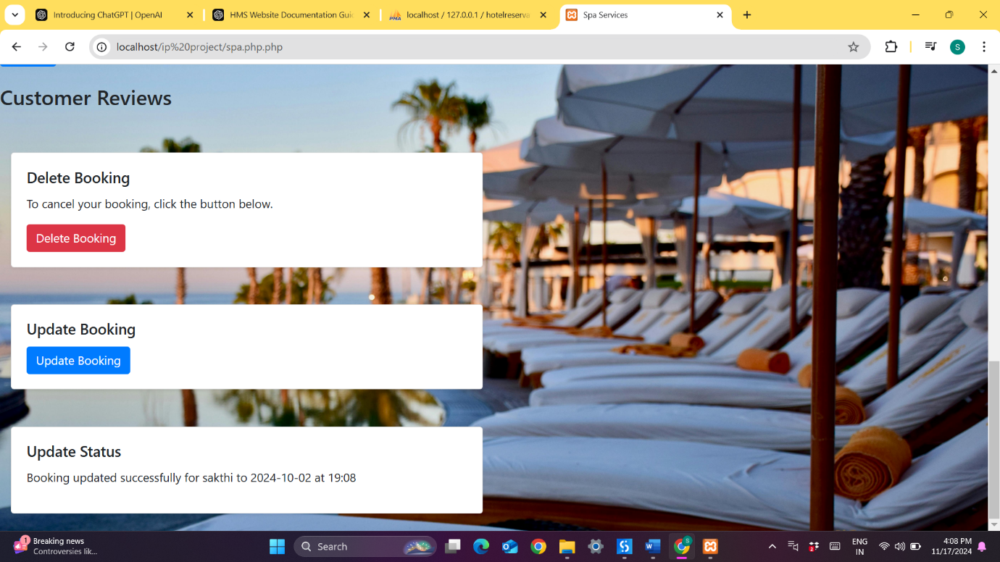 Introducing ChatGPT | OpenAI
HMS Website Documentation Guid
localhost / 127.0.0.1 / hotelreserva
Spa Services
localhost/ip%20project/spa.php.php
S
Customer Reviews
Delete Booking
To cancel your booking, click the button below.
Delete Booking
Update Booking
Update Booking
Update Status
Booking updated successfully for sakthi to 2024-10-02 at 19:08
1
Breaking news
Controversies lik...
Search
ENG
IN
4:08 PM
11/17/2024